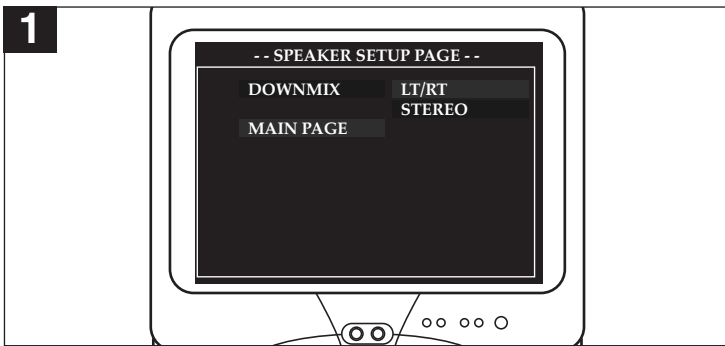 1
- - SPEAKER SETUP PAGE - -
DOWNMIX LT/RT
STEREO
MAIN PAGE